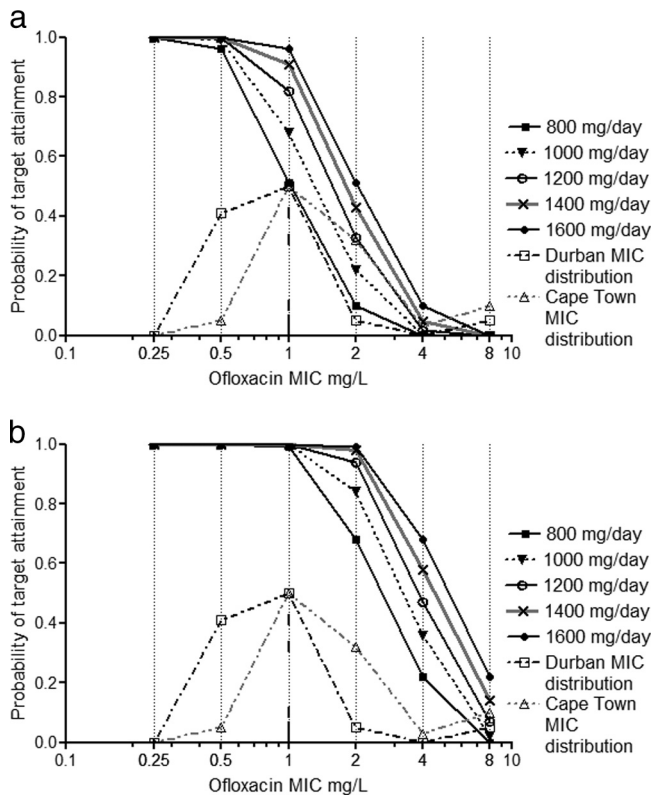 a
Probability of target attainment
1.0
0.8
0.6
0.4
0.2
0.0
0.1 0.25 0.5 1 2 4 8 10
Ofloxacin MIC mg/L
800 mg/day
1000 mg/day
1200 mg/day
1400 mg/day
1600 mg/day
Durban MIC
distribution
Cape Town
MIC
distribution
b
Probability of target attainment
1.0
0.8
0.6
0.4
0.2
0.0
0.1 0.25 0.5 1 2 4 8 10
Ofloxacin MIC mg/L
800 mg/day
1000 mg/day
1200 mg/day
1400 mg/day
1600 mg/day
Durban MIC
distribution
Cape Town
MIC
distribution